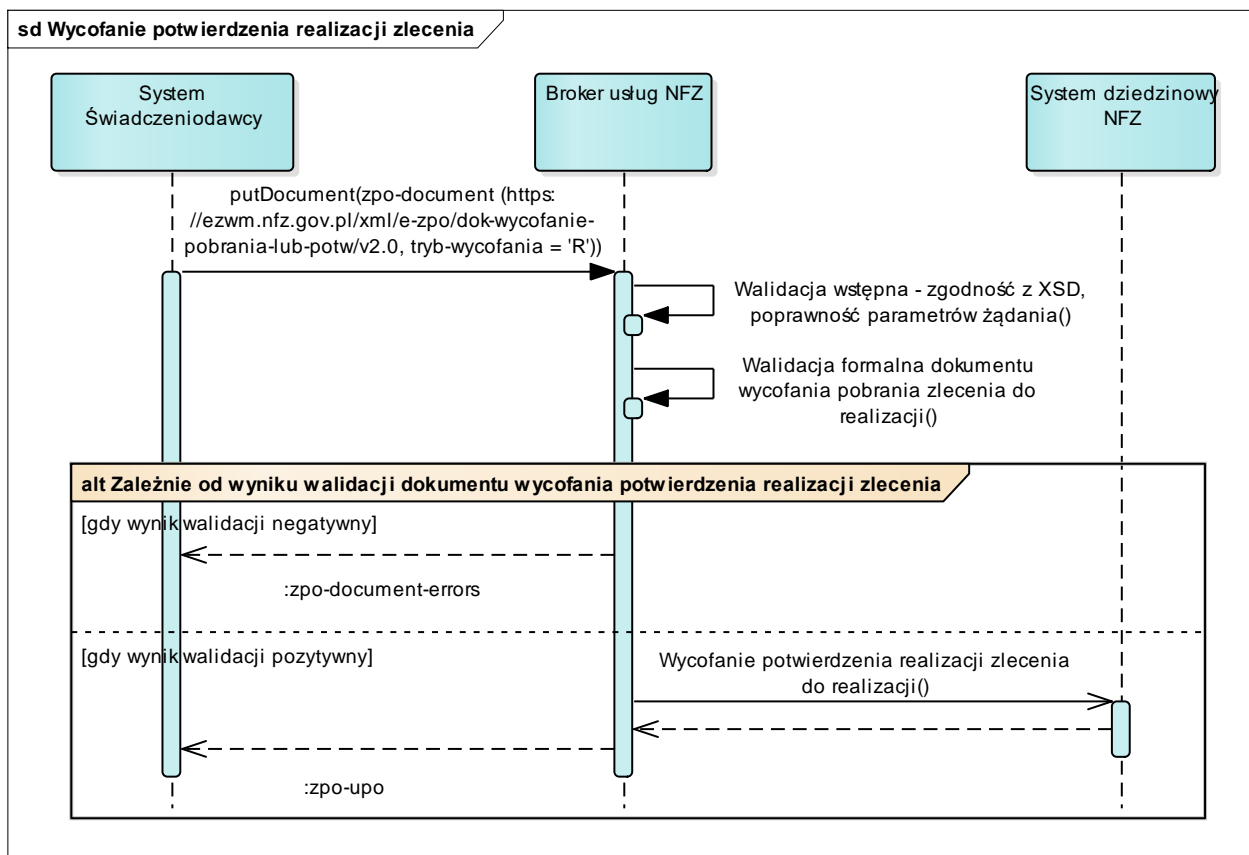 sd Wycofanie potwierdzenia realizacji zlecenia
System
Świadczeniodawcy
Broker usług NFZ
System dziedzinowy
NFZ
putDocument(zpo-document (https:
//ezwm.nfz.gov.pl/xml/e-zpo/dok-wycofanie-
pobrania-lub-potw/v2.0, tryb-wycofania = 'R'))
Walidacja wstępna - zgodność z XSD,
poprawność parametrów żądania()
Walidacja formalna dokumentu
wycofania pobrania zlecenia do
realizacji()
alt Zależnie od wyniku walidacji dokumentu wycofania potwierdzenia realizacji zlecenia
[gdy wynik walidacji negatywny]
:zpo-document-errors
[gdy wynik walidacji pozytywny]
Wycofanie potwierdzenia realizacji zlecenia
do realizacji()
:zpo-upo